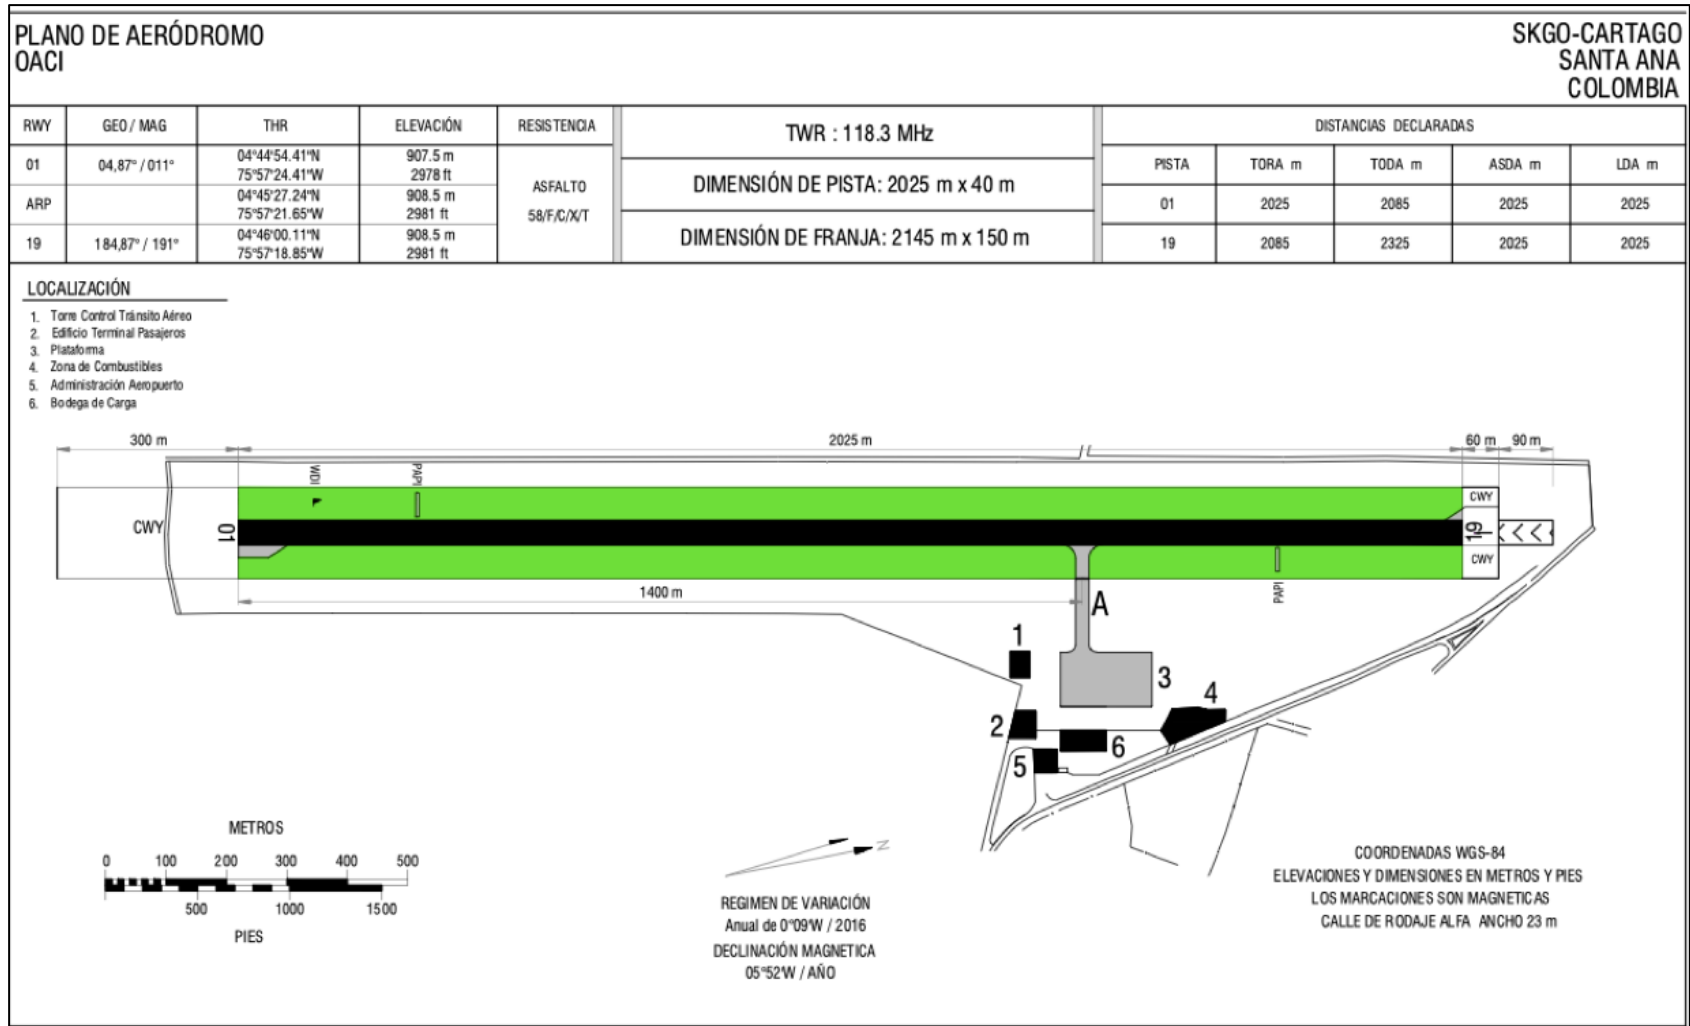 PLANO DE AERÓDROMO
OACI
SKGO-CARTAGO
SANTA ANA
COLOMBIA
RWY GEO / MAG THR ELEVACIÓN RESISTENCIA
01 04,87° / 011° 04°44'54.41"N 75°57'24.41"W 907.5 m 2978 ft
ARP 04°45'27.24"N 75°57'21.65"W 908.5 m 2981 ft
19 184,87° / 191° 04°46'00.11"N 75°57'18.85"W 908.5 m 2981 ft
ASFALTO
58/F/C/X/T
TWR : 118.3 MHz
DIMENSIÓN DE PISTA: 2025 m x 40 m
DIMENSIÓN DE FRANJA: 2145 m x 150 m
DISTANCIAS DECLARADAS
PISTA TORA m TODA m ASDA m LDA m
01 2025 2085 2025 2025
19 2085 2325 2025 2025
LOCALIZACIÓN
1. Torre Control Tránsito Aéreo
2. Edificio Terminal Pasajeros
3. Plataforma
4. Zona de Combustibles
5. Administración Aeropuerto
6. Bodega de Carga
300 m 2025 m 60 m 90 m
WDI PAPI
CWY
CWY 01 19
CWY
PAPI
1400 m
A
1
3
4
2
6
5
METROS
0 100 200 300 400 500
500 1000 1500
PIES
N
REGIMEN DE VARIACIÓN
Anual de 0°09'W / 2016
DECLINACIÓN MAGNETICA
05°52'W / AÑO
COORDENADAS WGS-84
ELEVACIONES Y DIMENSIONES EN METROS Y PIES
LOS MARCACIONES SON MAGNETICAS
CALLE DE RODAJE ALFA ANCHO 23 m